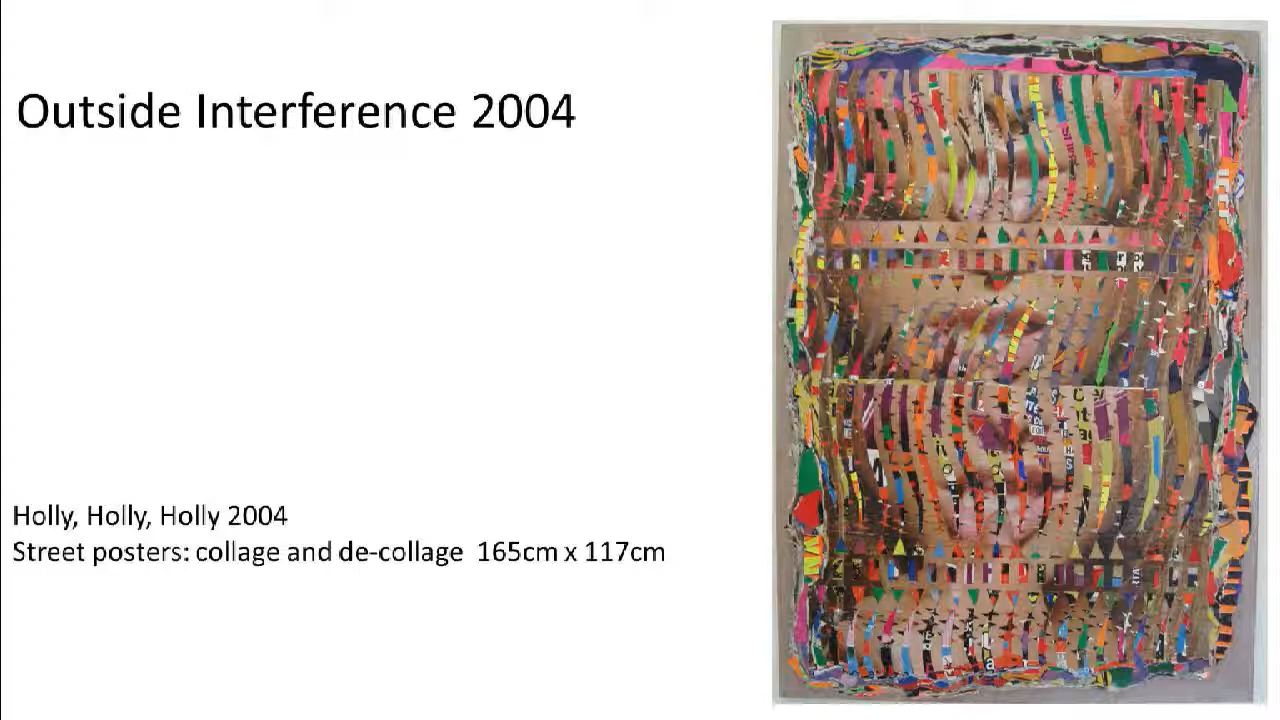 Outside Interference 2004
Holly, Holly, Holly 2004
Street posters: collage and de-collage 165cm x 117cm